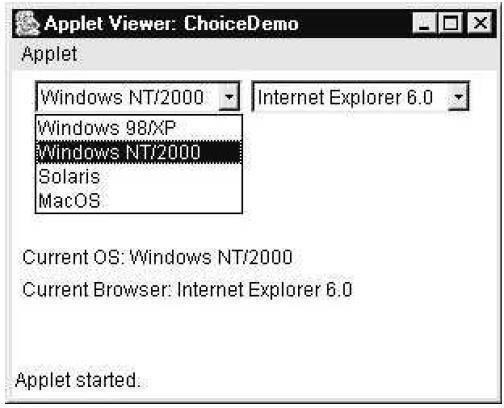 Applet Viewer: ChoiceDemo
Applet
Windows NT/2000 Internet Explorer 6.0
Windows 98/XP
Windows NT/2000
Solaris
MacOS
Current OS: Windows NT/2000
Current Browser: Internet Explorer 6.0
Applet started.